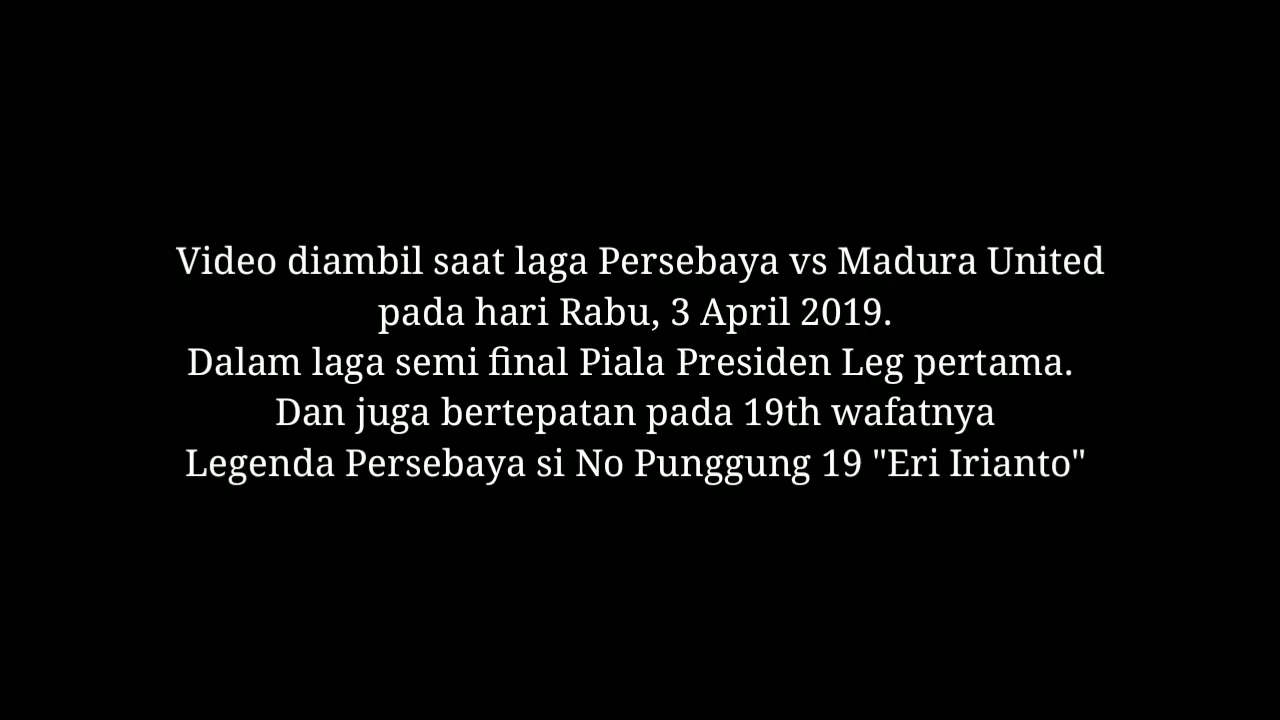 Video diambil saat laga Persebaya vs Madura United
pada hari Rabu, 3 April 2019.
Dalam laga semi final Piala Presiden Leg pertama.
Dan juga bertepatan pada 19th wafatnya
Legenda Persebaya si No Punggung 19 "Eri Irianto"